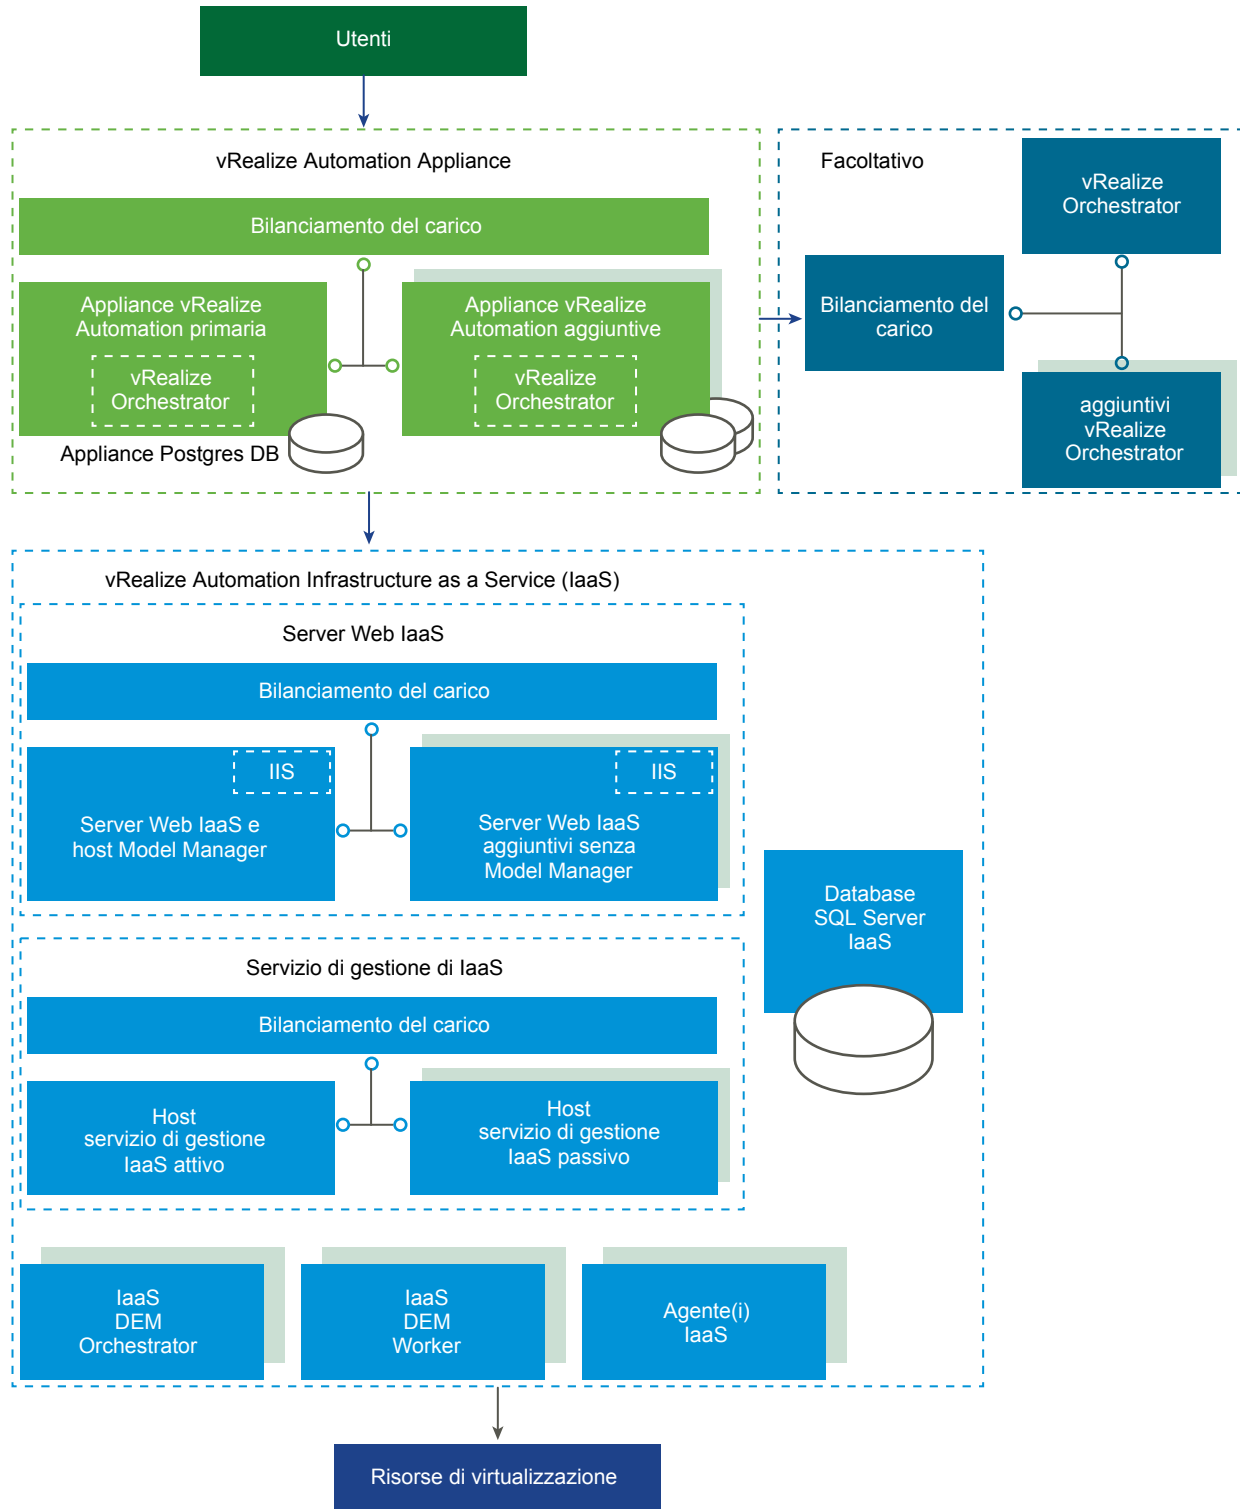 Utenti
vRealize Automation Appliance
Bilanciamento del carico
Appliance vRealize
Automation primaria
vRealize
Orchestrator
Appliance vRealize
Automation aggiuntive
vRealize
Orchestrator
Appliance Postgres DB
Facoltativo
vRealize
Orchestrator
Bilanciamento del
carico
aggiuntivi
vRealize
Orchestrator
vRealize Automation Infrastructure as a Service (IaaS)
Server Web IaaS
Bilanciamento del carico
IIS
Server Web IaaS e
host Model Manager
IIS
Server Web IaaS
aggiuntivi senza
Model Manager
Database
SQL Server
IaaS
Servizio di gestione di IaaS
Bilanciamento del carico
Host
servizio di gestione
IaaS attivo
Host
servizio di gestione
IaaS passivo
IaaS
DEM
Orchestrator
IaaS
DEM
Worker
Agente(i)
IaaS
Risorse di virtualizzazione